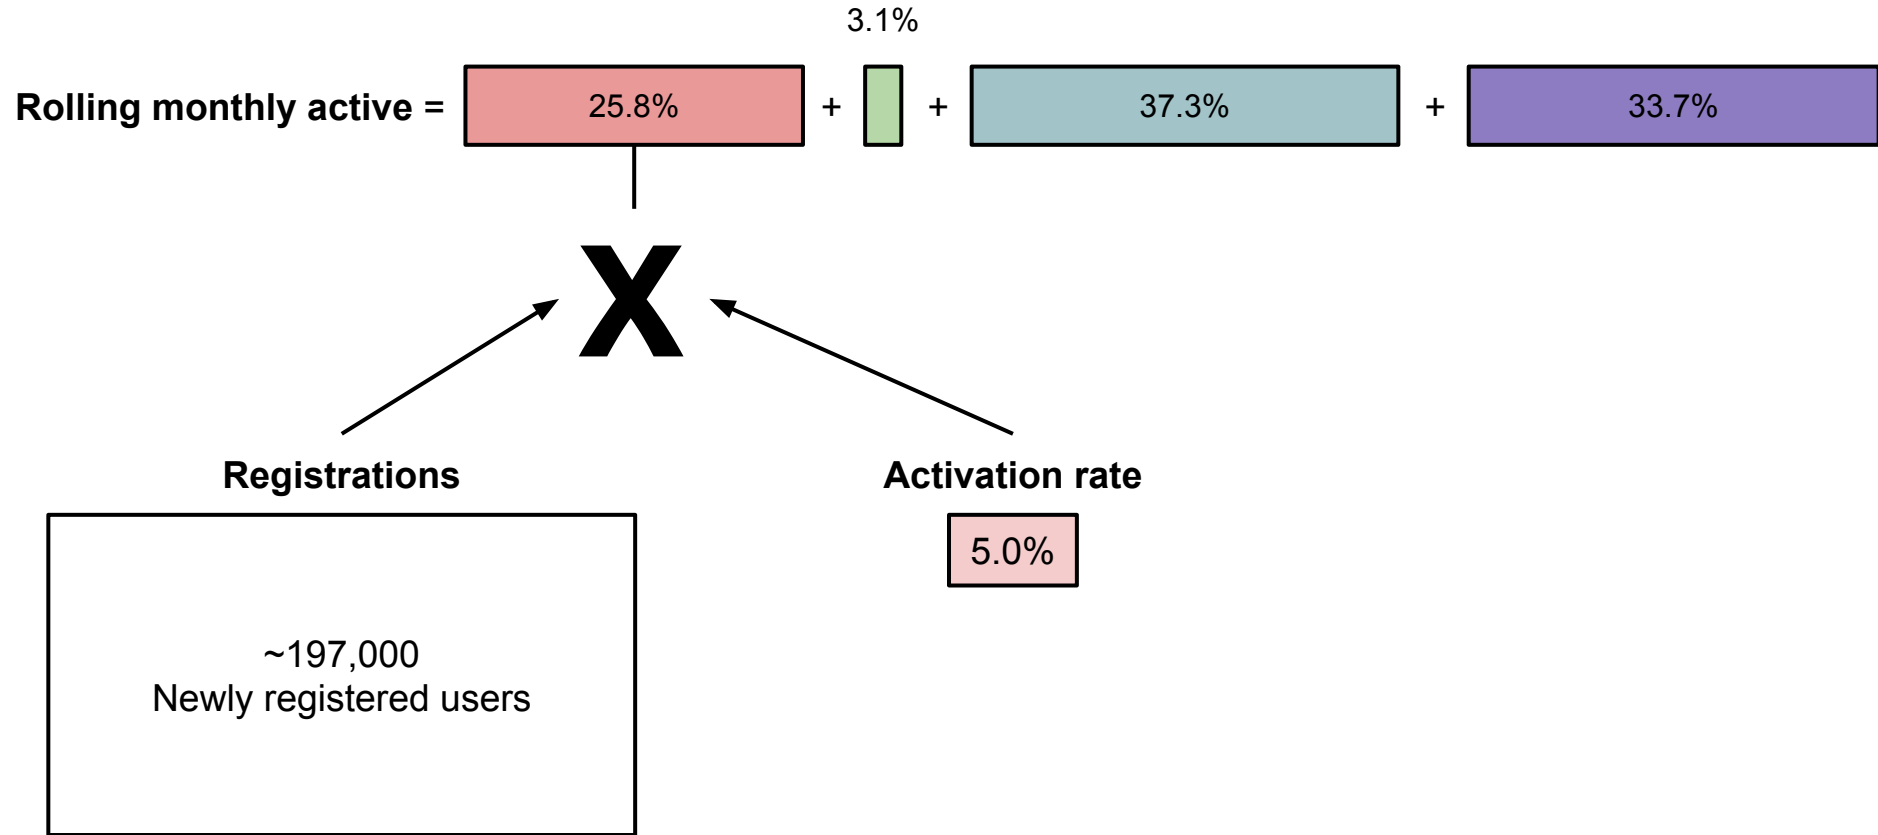 3.1%
Rolling monthly active = 25.8% + + 37.3% + 33.7%
X
Registrations Activation rate
5.0%
~197,000
Newly registered users